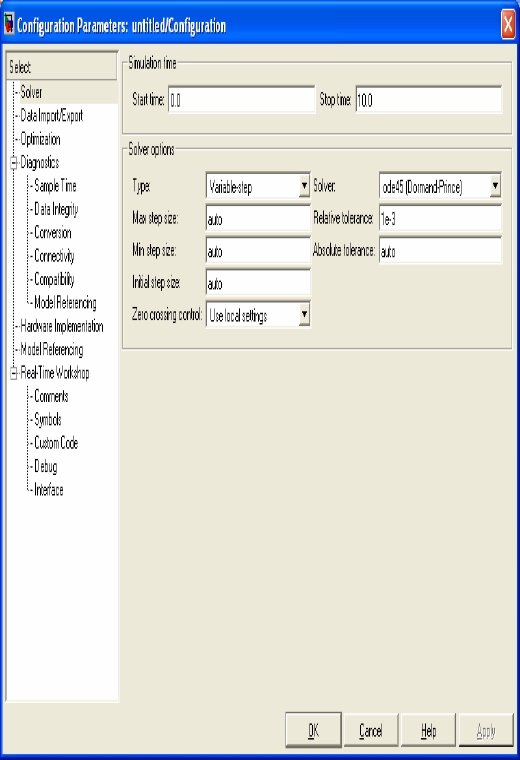 Configuration Parameters: untitled/Configuration
Select:
Solver
Data Import/Export
Optimization
Diagnostics
Sample Time
Data Integrity
Conversion
Connectivity
Compatibility
Model Referencing
Hardware Implementation
Model Referencing
Real-Time Workshop
Comments
Symbols
Custom Code
Debug
Interface
Simulation time
Start time: 0.0 Stop time: 10.0
Solver options
Type: Variable-step Solver: ode45 (Dormand-Prince)
Max step size: auto Relative tolerance: 1e-3
Min step size: auto Absolute tolerance: auto
Initial step size: auto
Zero crossing control: Use local settings
OK Cancel Help Apply